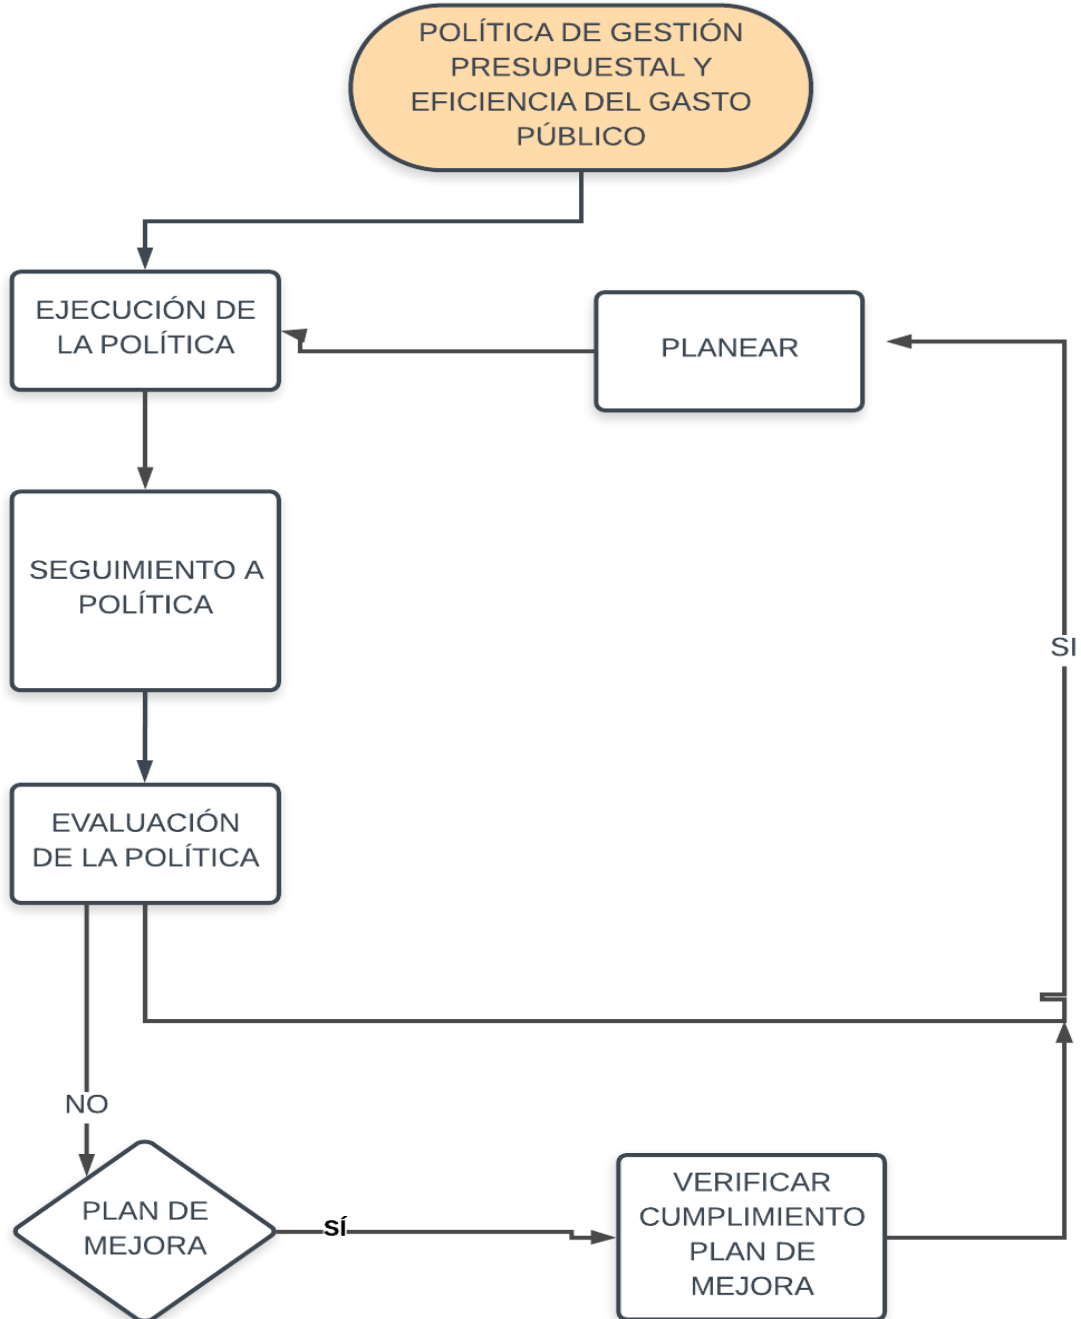 POLÍTICA DE GESTIÓN
PRESUPUESTAL Y
EFICIENCIA DEL GASTO
PÚBLICO
EJECUCIÓN DE
LA POLÍTICA
PLANEAR
SEGUIMIENTO A
POLÍTICA
SI
EVALUACIÓN
DE LA POLÍTICA
NO
PLAN DE
MEJORA
SÍ
VERIFICAR
CUMPLIMIENTO
PLAN DE
MEJORA